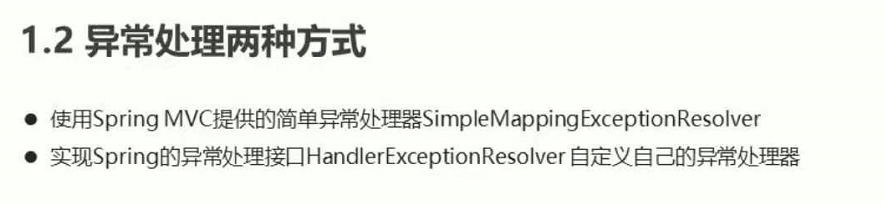 1.2 异常处理两种方式
● 使用Spring MVC提供的简单异常处理器SimpleMappingExceptionResolver
● 实现Spring的异常处理接口HandlerExceptionResolver 自定义自己的异常处理器